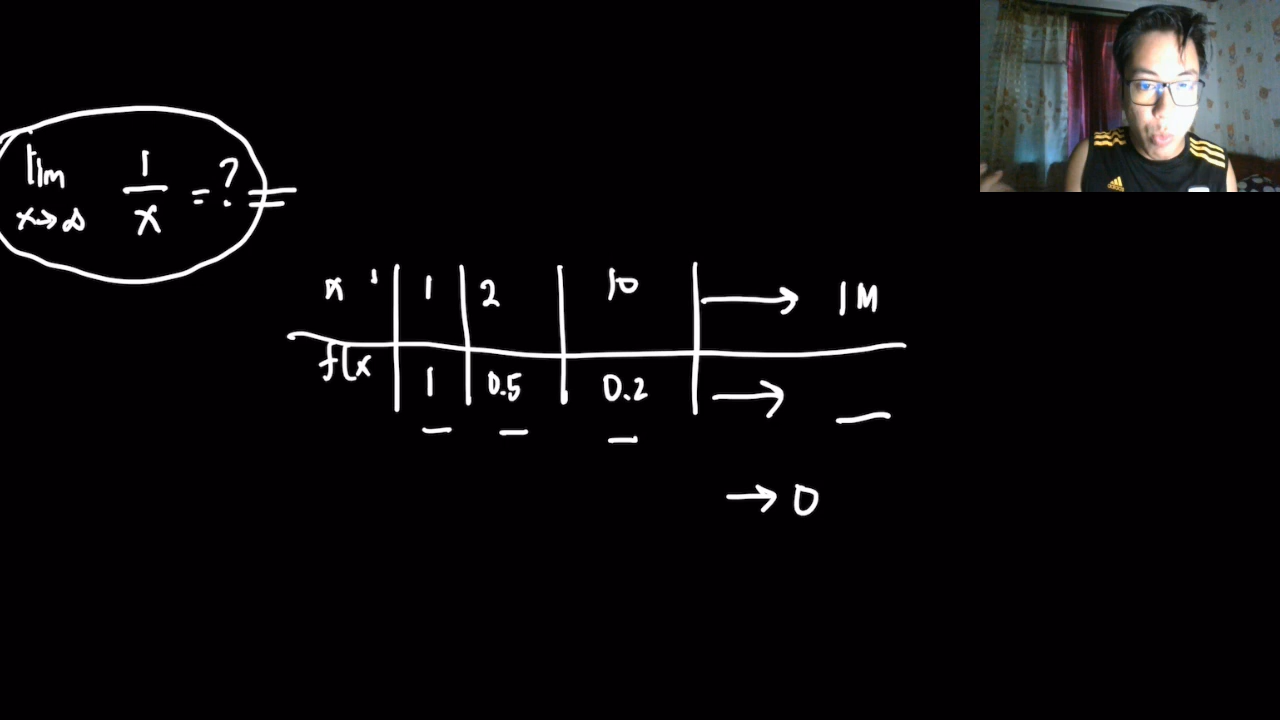 lim 1/x = ? =
x→∞
x ' | 1 | 2 | 10 | → 1M
f(x | 1 | 0.5 | 0.2 | → _
→ 0